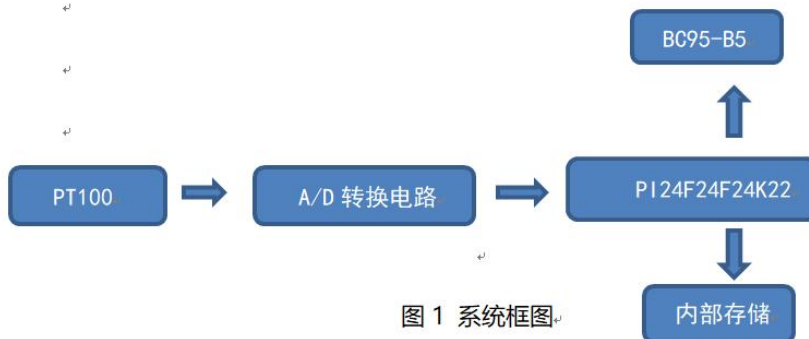 BC95-B5
PT100
A/D 转换电路
PI24F24F24K22
图 1 系统框图
内部存储